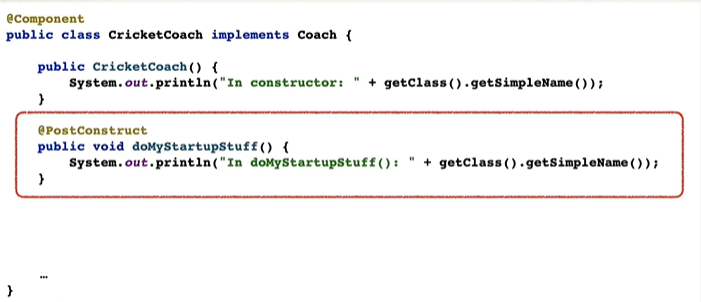 @Component
public class CricketCoach implements Coach {
public CricketCoach() {
System.out.println("In constructor: " + getClass().getSimpleName());
}
@PostConstruct
public void doMyStartupStuff() {
System.out.println("In doMyStartupStuff(): " + getClass().getSimpleName());
}
…
}